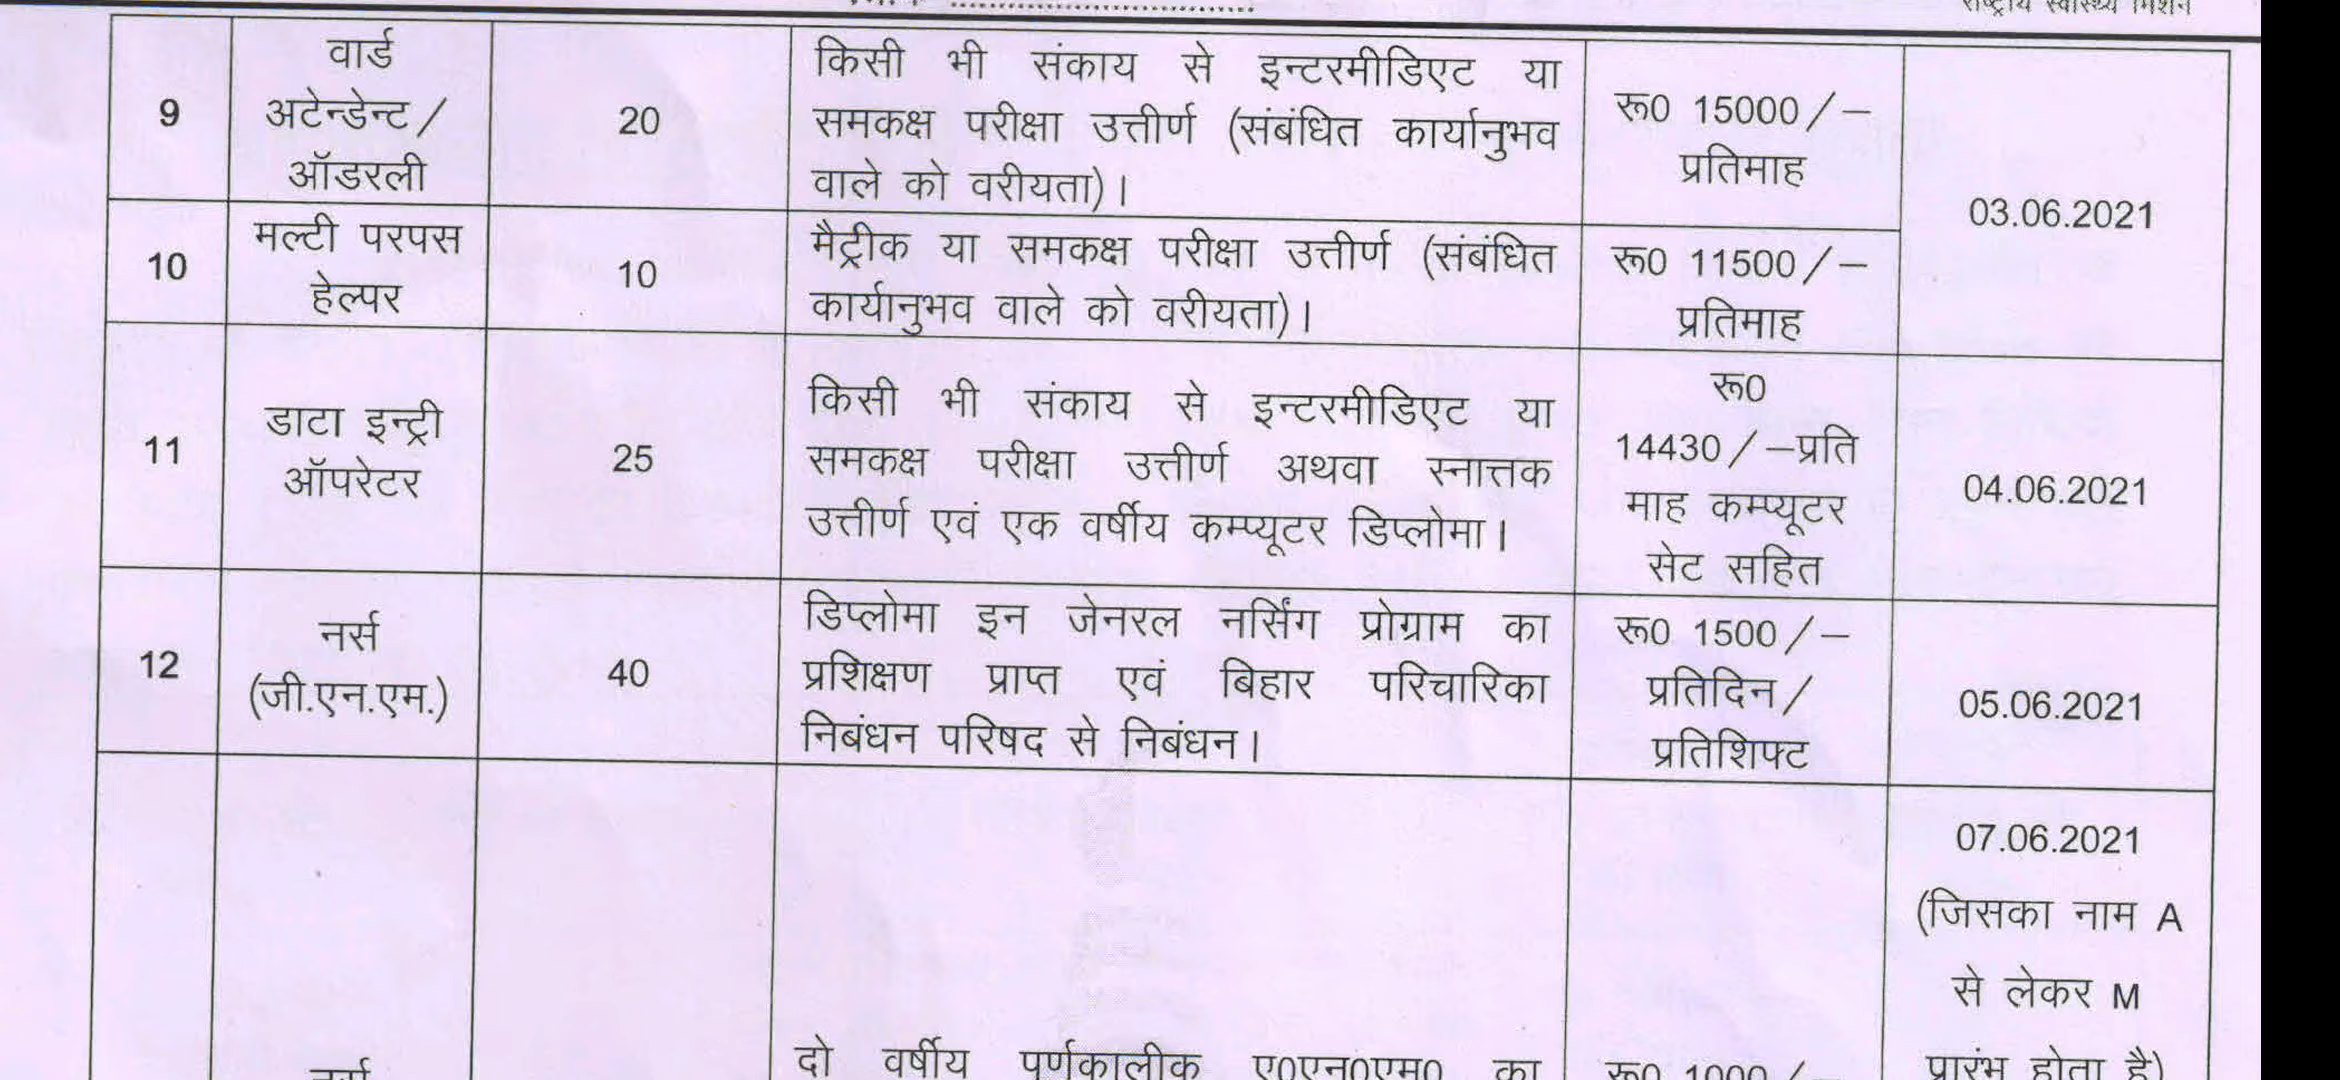 राष्ट्रीय स्वास्थ्य मिशन
9
वार्ड
अटेन्डेन्ट /
ऑडरली
20
किसी भी संकाय से इन्टरमीडिएट या
समकक्ष परीक्षा उत्तीर्ण (संबंधित कार्यानुभव
वाले को वरीयता)।
रू0 15000 /–
प्रतिमाह
03.06.2021
10
मल्टी परपस
हेल्पर
10
मैट्रीक या समकक्ष परीक्षा उत्तीर्ण (संबंधित
कार्यानुभव वाले को वरीयता)।
रू0 11500 /–
प्रतिमाह
11
डाटा इन्ट्री
ऑपरेटर
25
किसी भी संकाय से इन्टरमीडिएट या
समकक्ष परीक्षा उत्तीर्ण अथवा स्नात्तक
उत्तीर्ण एवं एक वर्षीय कम्प्यूटर डिप्लोमा।
रू0
14430 / –प्रति
माह कम्प्यूटर
सेट सहित
04.06.2021
12
नर्स
(जी.एन.एम.)
40
डिप्लोमा इन जेनरल नर्सिंग प्रोग्राम का
प्रशिक्षण प्राप्त एवं बिहार परिचारिका
निबंधन परिषद से निबंधन।
रू0 1500 /–
प्रतिदिन /
प्रतिशिफ्ट
05.06.2021
नर्स
दो वर्षीय पूर्णकालीक ए0एन0एम0 का
रू0 1000 /–
07.06.2021
(जिसका नाम A
से लेकर M
प्रारंभ होता है)